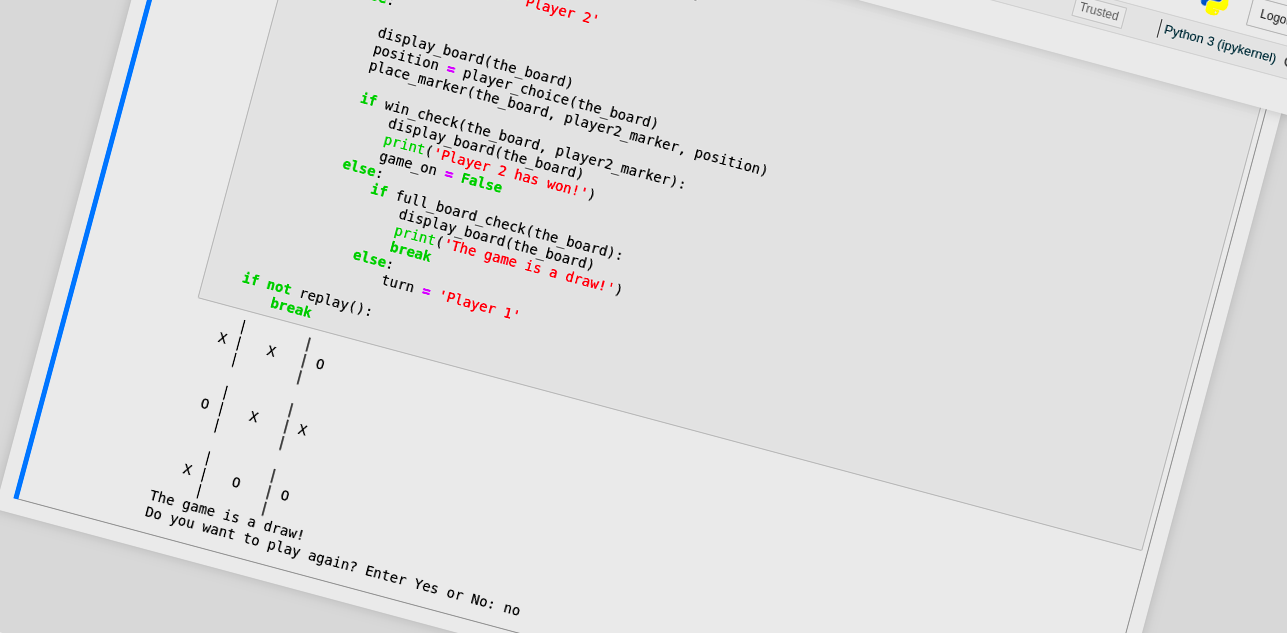 Trusted
Logo
Python 3 (ipykernel)
Player 2'
:
display_board(the_board)
position = player_choice(the_board)
place_marker(the_board, player2_marker, position)
if win_check(the_board, player2_marker):
display_board(the_board)
print('Player 2 has won!')
game_on = False
else:
if full_board_check(the_board):
display_board(the_board)
print('The game is a draw!')
break
else:
turn = 'Player 1'
if not replay():
break
| |
X | X | O
| |
| |
O | X | X
| |
| |
X | O | O
| |
The game is a draw!
Do you want to play again? Enter Yes or No: no